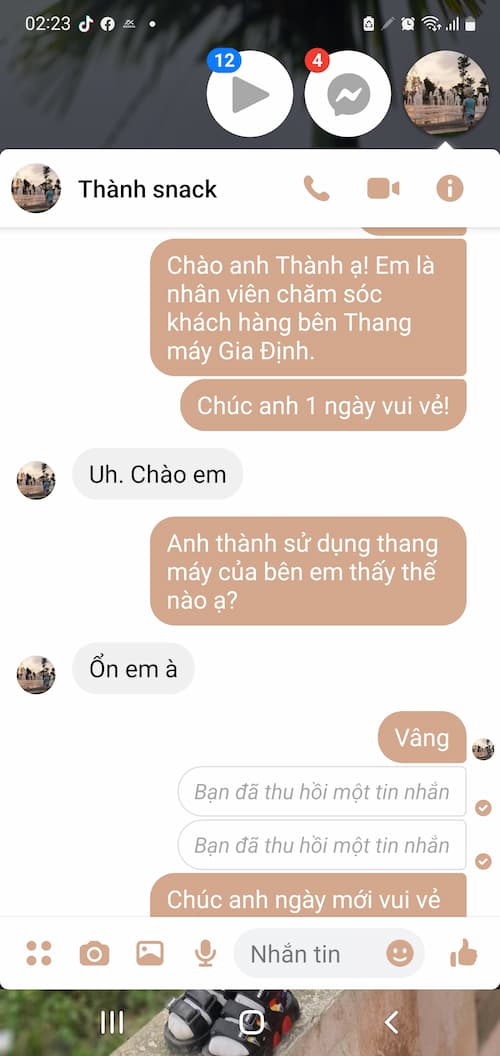 02:23
12
4
Thành snack
Chào anh Thành ạ! Em là
nhân viên chăm sóc
khách hàng bên Thang
máy Gia Định.
Chúc anh 1 ngày vui vẻ!
Uh. Chào em
Anh thành sử dụng thang
máy của bên em thấy thế
nào ạ?
Ổn em à
Vâng
Bạn đã thu hồi một tin nhắn
Bạn đã thu hồi một tin nhắn
Chúc anh ngày mới vui vẻ
Nhắn tin